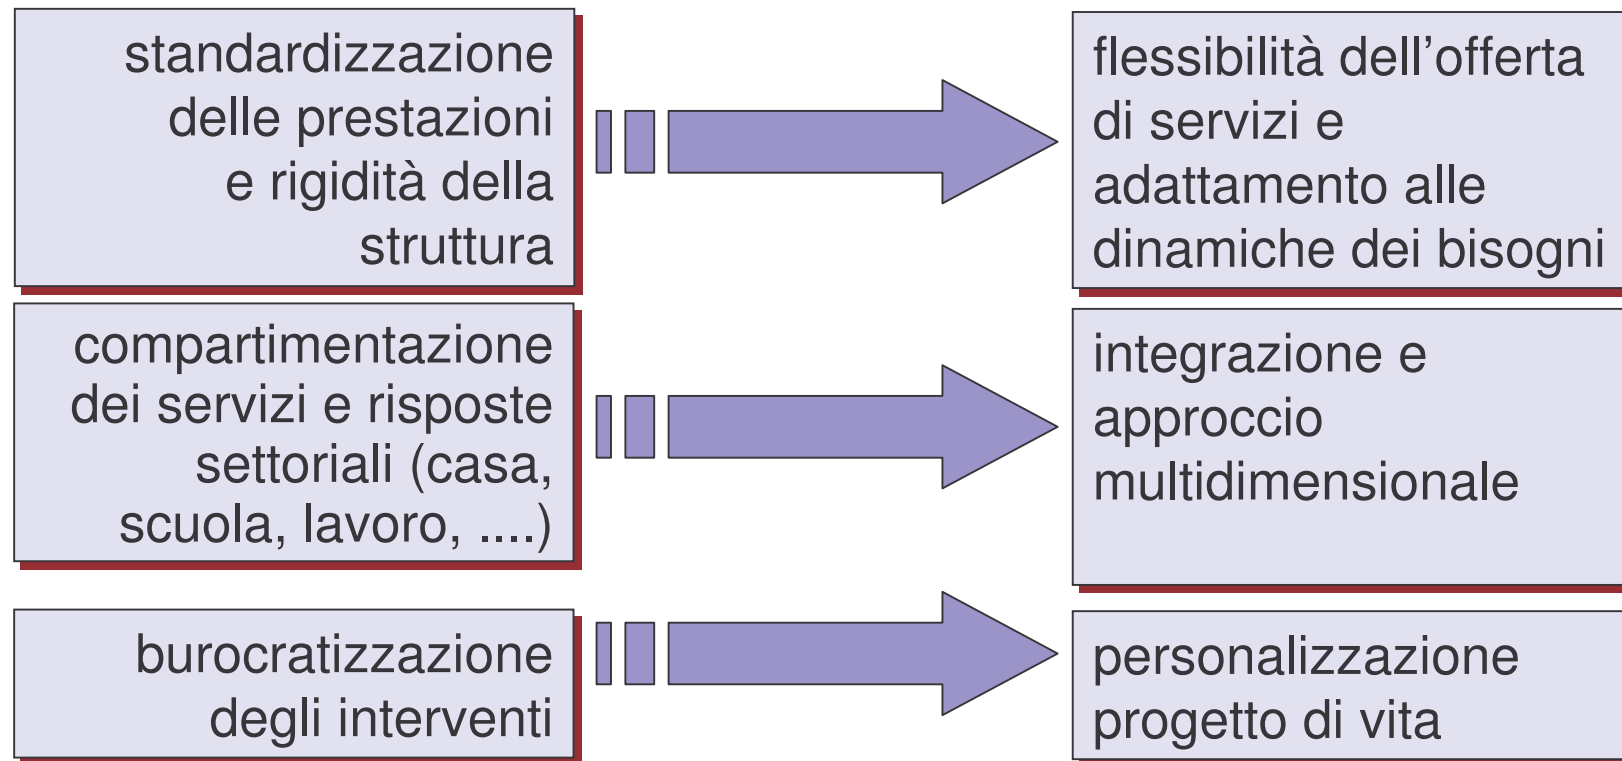 standardizzazione
delle prestazioni
e rigidità della
struttura
flessibilità dell’offerta
di servizi e
adattamento alle
dinamiche dei bisogni
compartimentazione
dei servizi e risposte
settoriali (casa,
scuola, lavoro, ....)
integrazione e
approccio
multidimensionale
burocratizzazione
degli interventi
personalizzazione
progetto di vita